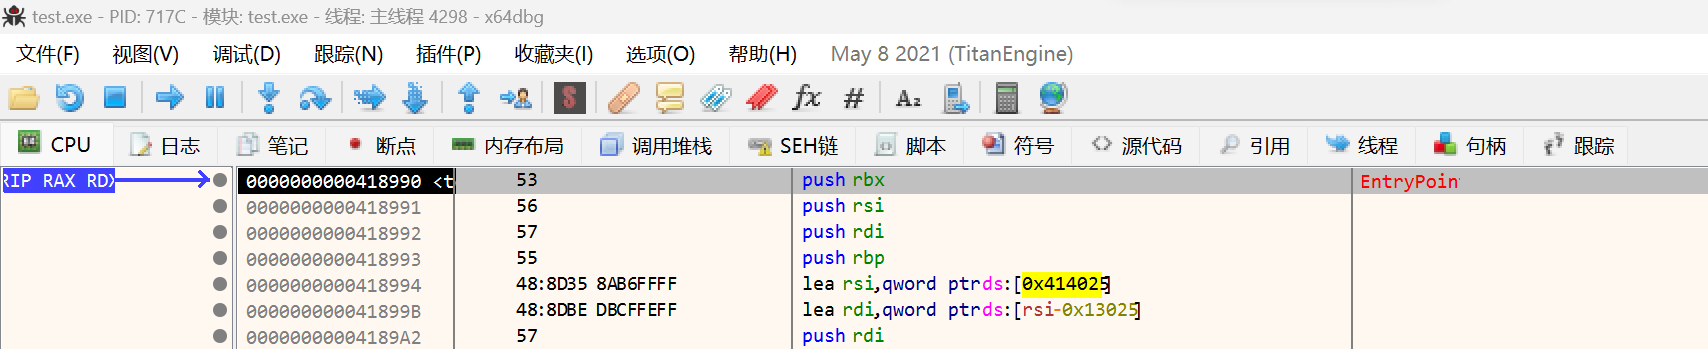 test.exe - PID: 717C - 模块: test.exe - 线程: 主线程 4298 - x64dbg
文件(F) 视图(V) 调试(D) 跟踪(N) 插件(P) 收藏夹(I) 选项(O) 帮助(H) May 8 2021 (TitanEngine)
S fx # A₂
CPU 日志 笔记 断点 内存布局 调用堆栈 SEH链 脚本 符号 源代码 引用 线程 句柄 跟踪
RIP RAX RDX 0000000000418990 <t 53 push rbx EntryPoin
0000000000418991 56 push rsi
0000000000418992 57 push rdi
0000000000418993 55 push rbp
0000000000418994 48:8D35 8AB6FFFF lea rsi,qword ptr ds:[0x414025]
000000000041899B 48:8DBE DBCFFEFF lea rdi,qword ptr ds:[rsi-0x13025]
00000000004189A2 57 push rdi